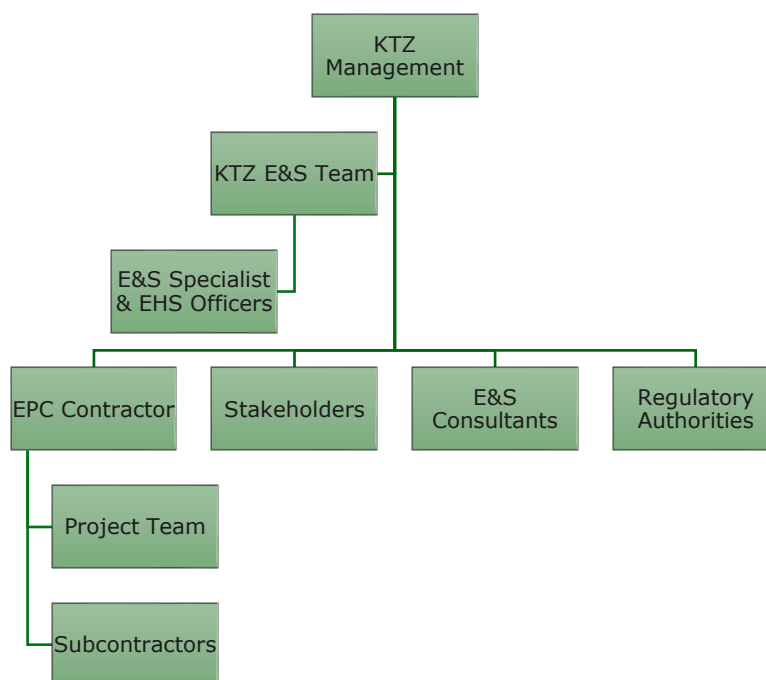 KTZ
Management
KTZ E&S Team
E&S Specialist
& EHS Officers
EPC Contractor
Stakeholders
E&S
Consultants
Regulatory
Authorities
Project Team
Subcontractors